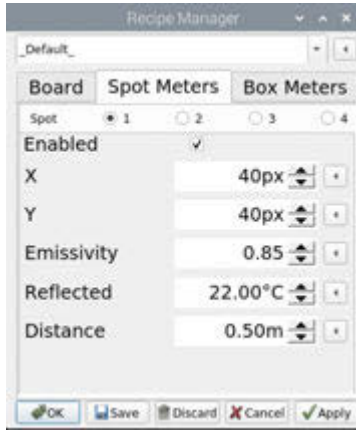 Recipe Manager
_Default_
Board Spot Meters Box Meters
Spot 1 2 3 4
Enabled
X 40px
Y 40px
Emissivity 0.85
Reflected 22.00°C
Distance 0.50m
OK Save Discard Cancel Apply